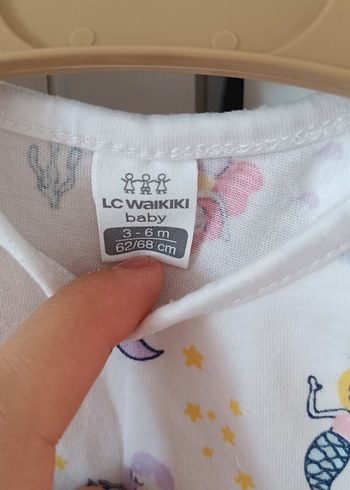 LC WAIKIKI
baby
3 - 6 m
62/68 cm